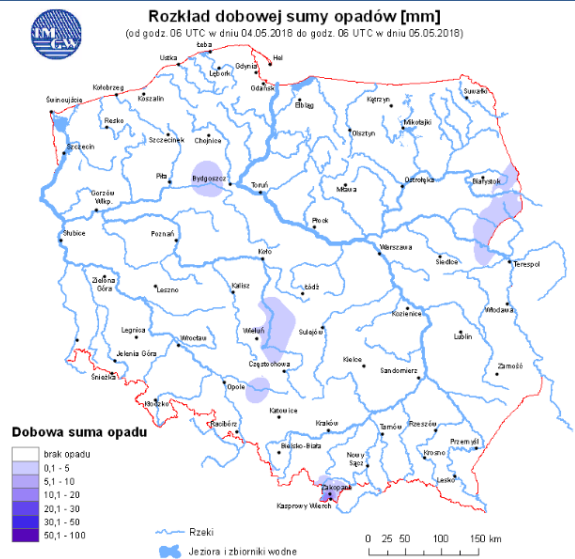 IM
GW
Rozkład dobowej sumy opadów [mm]
(od godz. 06 UTC w dniu 04.05.2018 do godz. 06 UTC w dniu 05.05.2018)
Łeba
Ustka
Hel
Gdynia
Lębork
Gdańsk
Kołobrzeg
Koszalin
Suwałki
Świnoujście
Elbląg
Kętrzyn
Resko
Mikołajki
Szczecinek
Chojnice
Olsztyn
Szczecin
Piła
Bydgoszcz
Toruń
Mława
Ostrołęka
Białystok
Gorzów
Wlkp.
Płock
Słubice
Poznań
Koło
Warszawa
Siedlce
Terespol
Zielona
Góra
Leszno
Kalisz
Łódź
Kozienice
Włodawa
Legnica
Wrocław
Wieluń
Sulejów
Lublin
Jelenia Góra
Częstochowa
Kielce
Zamość
Śnieżka
Opole
Sandomierz
Kłodzko
Katowice
Racibórz
Kraków
Tarnów
Rzeszów
Przemyśl
Bielsko-Biała
Nowy
Sącz
Krosno
Lesko
Zakopane
Kasprowy Wierch
Dobowa suma opadu
brak opadu
0,1 - 5
5,1 - 10
10,1 - 20
20,1 - 30
30,1 - 50
50,1 - 100
Rzeki
Jeziora i zbiorniki wodne
0 25 50 100 150 km